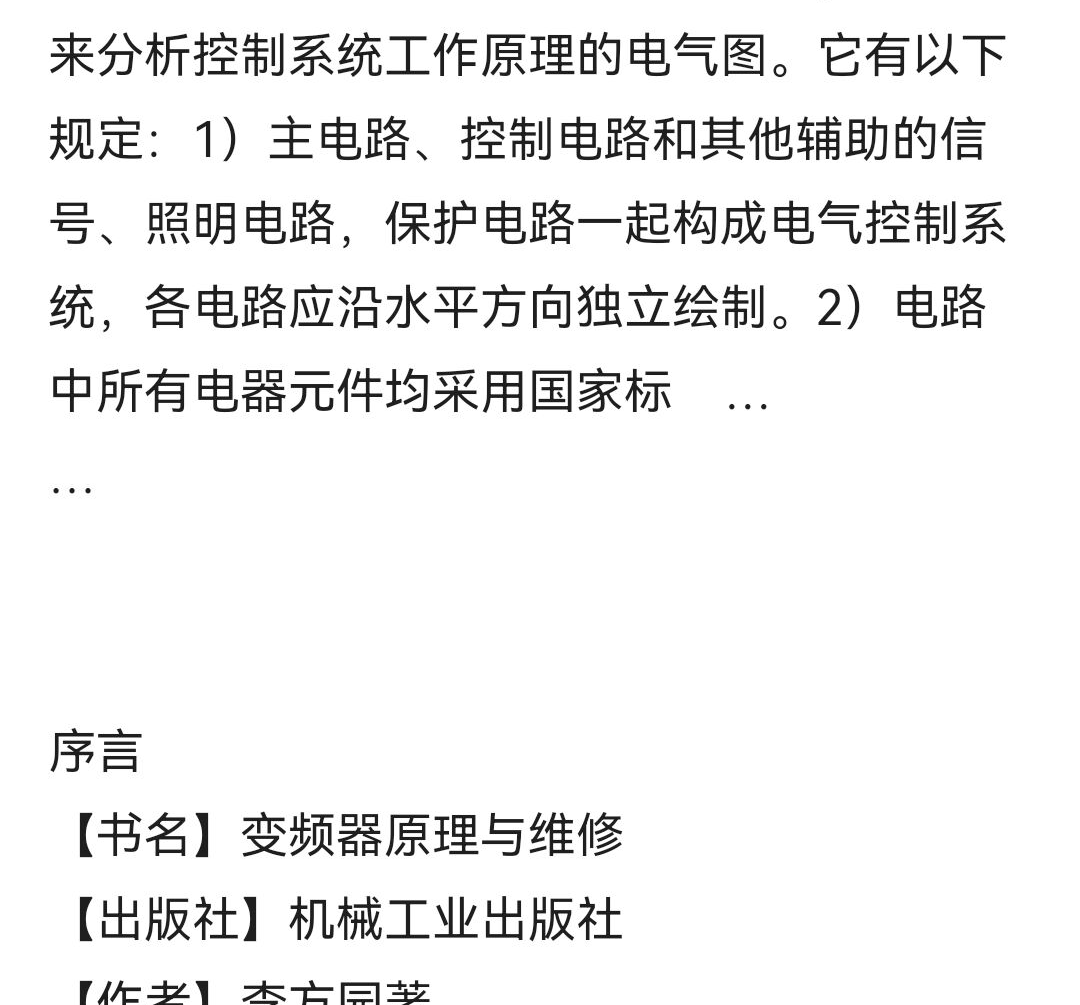 来分析控制系统工作原理的电气图。它有以下
规定：1）主电路、控制电路和其他辅助的信
号、照明电路，保护电路一起构成电气控制系
统，各电路应沿水平方向独立绘制。2）电路
中所有电器元件均采用国家标　…
…
序言
【书名】变频器原理与维修
【出版社】机械工业出版社
【作者】李方园著